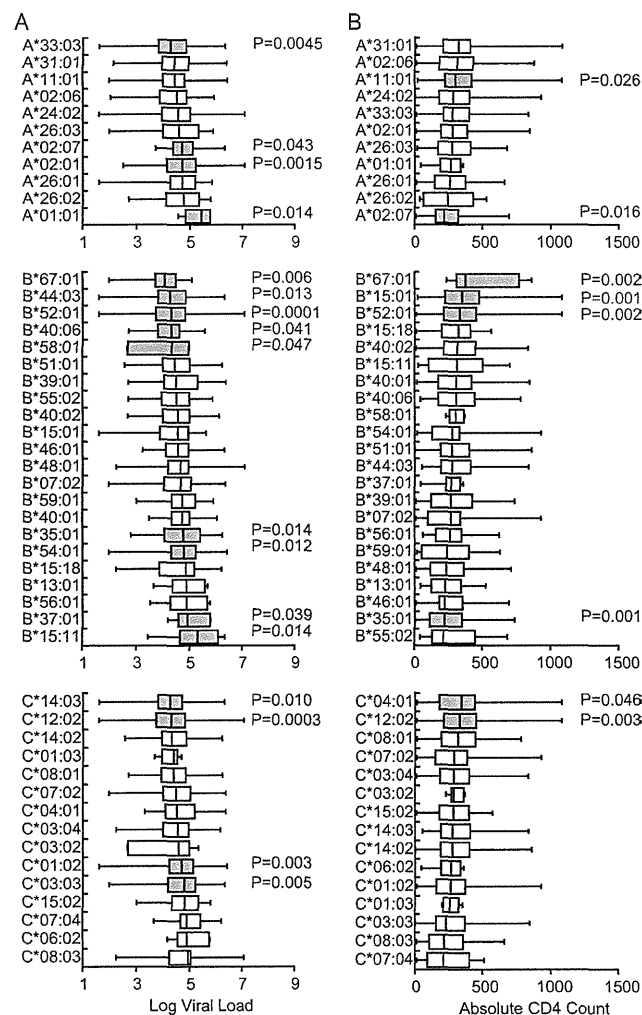 A
A*33:03 P=0.0045
A*31:01
A*11:01
A*02:06
A*24:02
A*26:03
A*02:07 P=0.043
A*02:01 P=0.0015
A*26:01
A*26:02
A*01:01 P=0.014
1 3 5 7 9
B*67:01 P=0.006
B*44:03 P=0.013
B*52:01 P=0.0001
B*40:06 P=0.041
B*58:01 P=0.047
B*51:01
B*39:01
B*55:02
B*40:02
B*15:01
B*46:01
B*48:01
B*07:02
B*59:01
B*40:01
B*35:01 P=0.014
B*54:01 P=0.012
B*15:18
B*13:01
B*56:01
B*37:01 P=0.039
B*15:11 P=0.014
1 3 5 7 9
C*14:03 P=0.010
C*12:02 P=0.0003
C*14:02
C*01:03
C*08:01
C*07:02
C*04:01
C*03:04
C*03:02
C*01:02 P=0.003
C*03:03 P=0.005
C*15:02
C*07:04
C*06:02
C*08:03
1 3 5 7 9
Log Viral Load
B
A*31:01
A*02:06
A*11:01 P=0.026
A*24:02
A*33:03
A*02:01
A*26:03
A*01:01
A*26:01
A*26:02
A*02:07 P=0.016
0 500 1000 1500
B*67:01 P=0.002
B*15:01 P=0.001
B*52:01 P=0.002
B*15:18
B*40:02
B*15:11
B*40:01
B*40:06
B*58:01
B*54:01
B*51:01
B*44:03
B*37:01
B*39:01
B*07:02
B*56:01
B*59:01
B*48:01
B*13:01
B*46:01
B*35:01 P=0.001
B*55:02
0 500 1000 1500
C*04:01 P=0.046
C*12:02 P=0.003
C*08:01
C*07:02
C*03:04
C*03:02
C*15:02
C*14:03
C*14:02
C*06:02
C*01:02
C*01:03
C*03:03
C*08:03
C*07:04
0 500 1000 1500
Absolute CD4 Count